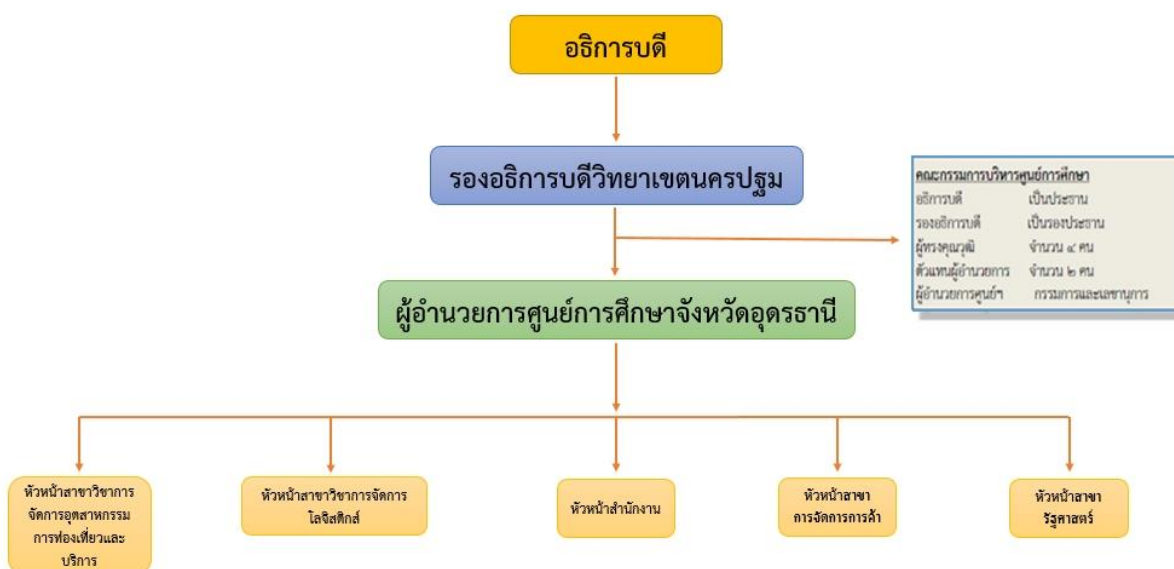 อธิการบดี
รองอธิการบดีวิทยาเขตนครปฐม
คณะกรรมการบริหารศูนย์การศึกษา
อธิการบดี เป็นประธาน
รองอธิการบดี เป็นรองประธาน
ผู้ทรงคุณวุฒิ จำนวน ๔ คน
ตัวแทนผู้อำนวยการ จำนวน ๒ คน
ผู้อำนวยการศูนย์ฯ กรรมการและเลขานุการ
ผู้อำนวยการศูนย์การศึกษาจังหวัดอุดรธานี
หัวหน้าสาขาวิชาการ
จัดการอุตสาหกรรม
การท่องเที่ยวและ
บริการ
หัวหน้าสาขาวิชาการจัดการ
โลจิสติกส์
หัวหน้าสำนักงาน
หัวหน้าสาขา
การจัดการการค้า
หัวหน้าสาขา
รัฐศาสตร์